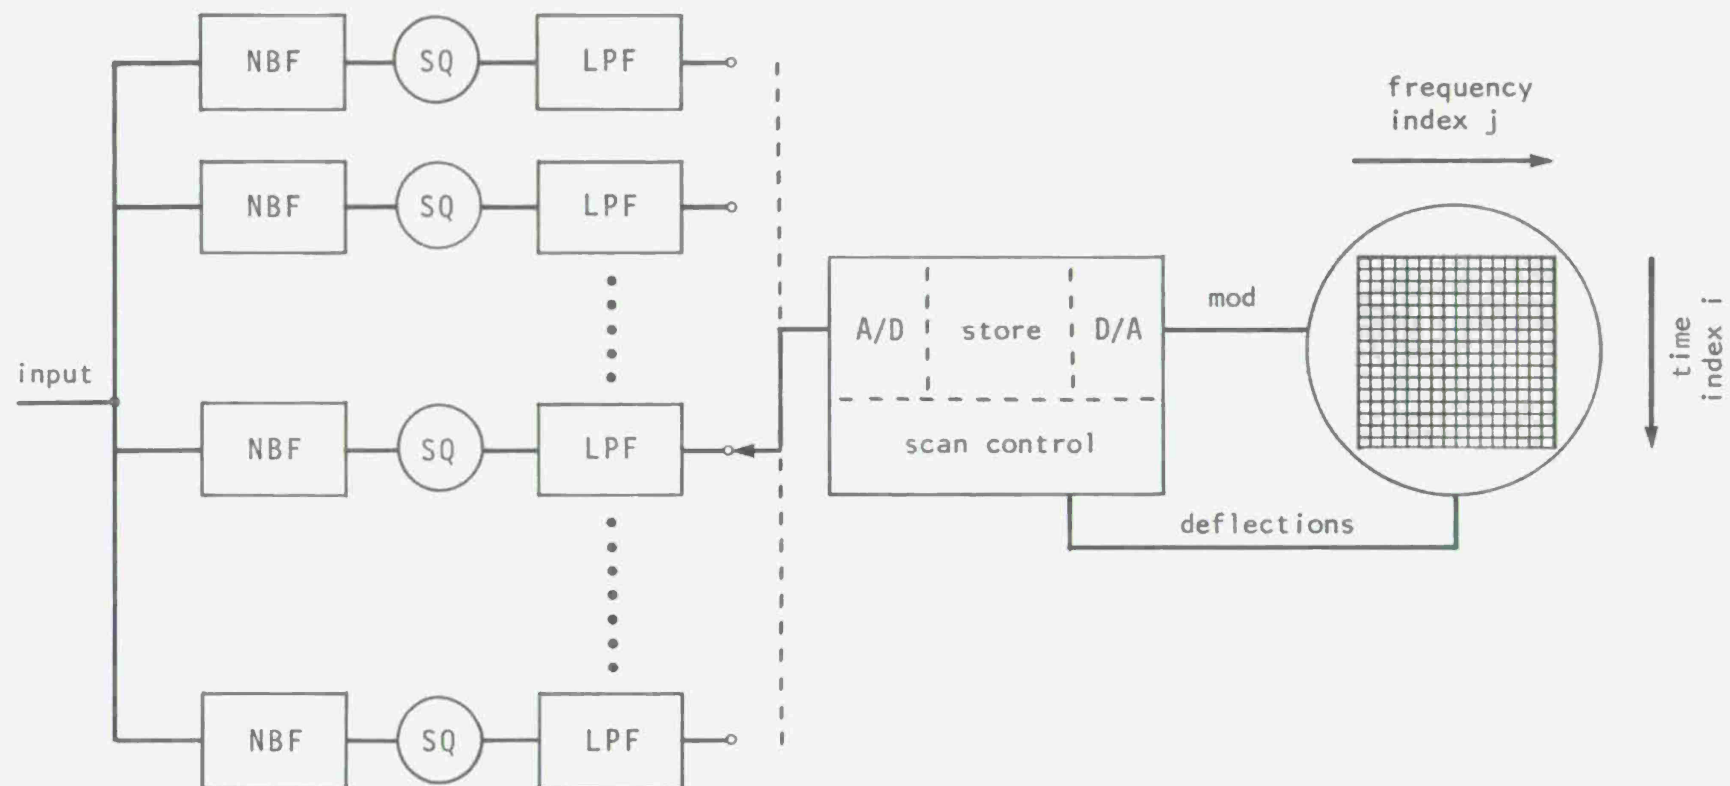 NBF SQ LPF
NBF SQ LPF
input
NBF SQ LPF
NBF SQ LPF
A/D store D/A
scan control
mod
deflections
frequency
index j
time
index i